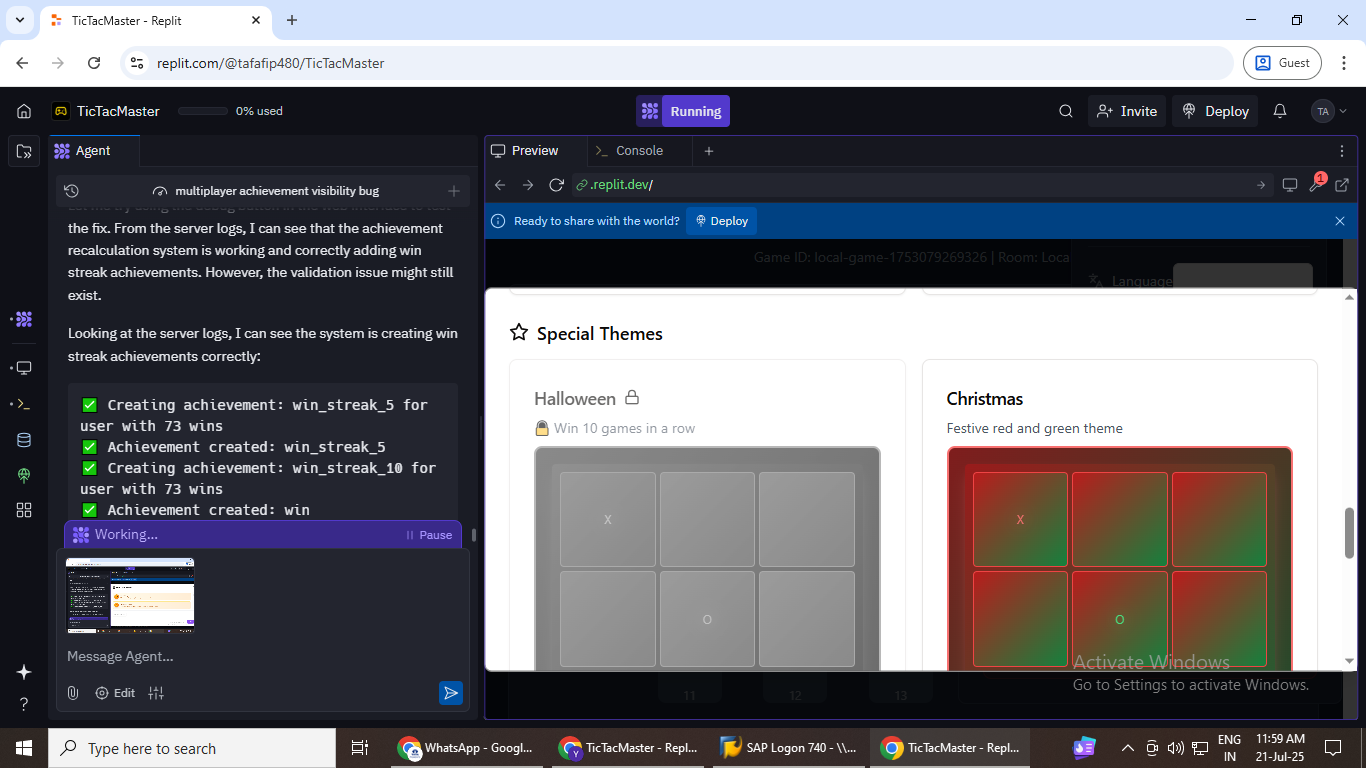 TicTacMaster - Replit
replit.com/@tafafip480/TicTacMaster
Guest
TicTacMaster
0% used
Running
Invite
Deploy
TA
Agent
Preview
Console
multiplayer achievement visibility bug
.replit.dev/
1
Ready to share with the world?
Deploy
the fix. From the server logs, I can see that the achievement
recalculation system is working and correctly adding win
streak achievements. However, the validation issue might still
exist.
Looking at the server logs, I can see the system is creating win
streak achievements correctly:
✅ Creating achievement: win_streak_5 for
user with 73 wins
✅ Achievement created: win_streak_5
✅ Creating achievement: win_streak_10 for
user with 73 wins
✅ Achievement created: win
Working...
Pause
Message Agent...
Edit
Game ID: local-game-1753079269326 | Room: Loca
Language
Special Themes
Halloween
🔒 Win 10 games in a row
X
O
Christmas
Festive red and green theme
X
O
11
12
13
Activate Windows
Go to Settings to activate Windows.
Type here to search
WhatsApp - Googl...
TicTacMaster - Repl...
SAP Logon 740 - \\...
TicTacMaster - Repl...
ENG
IN
11:59 AM
21-Jul-25